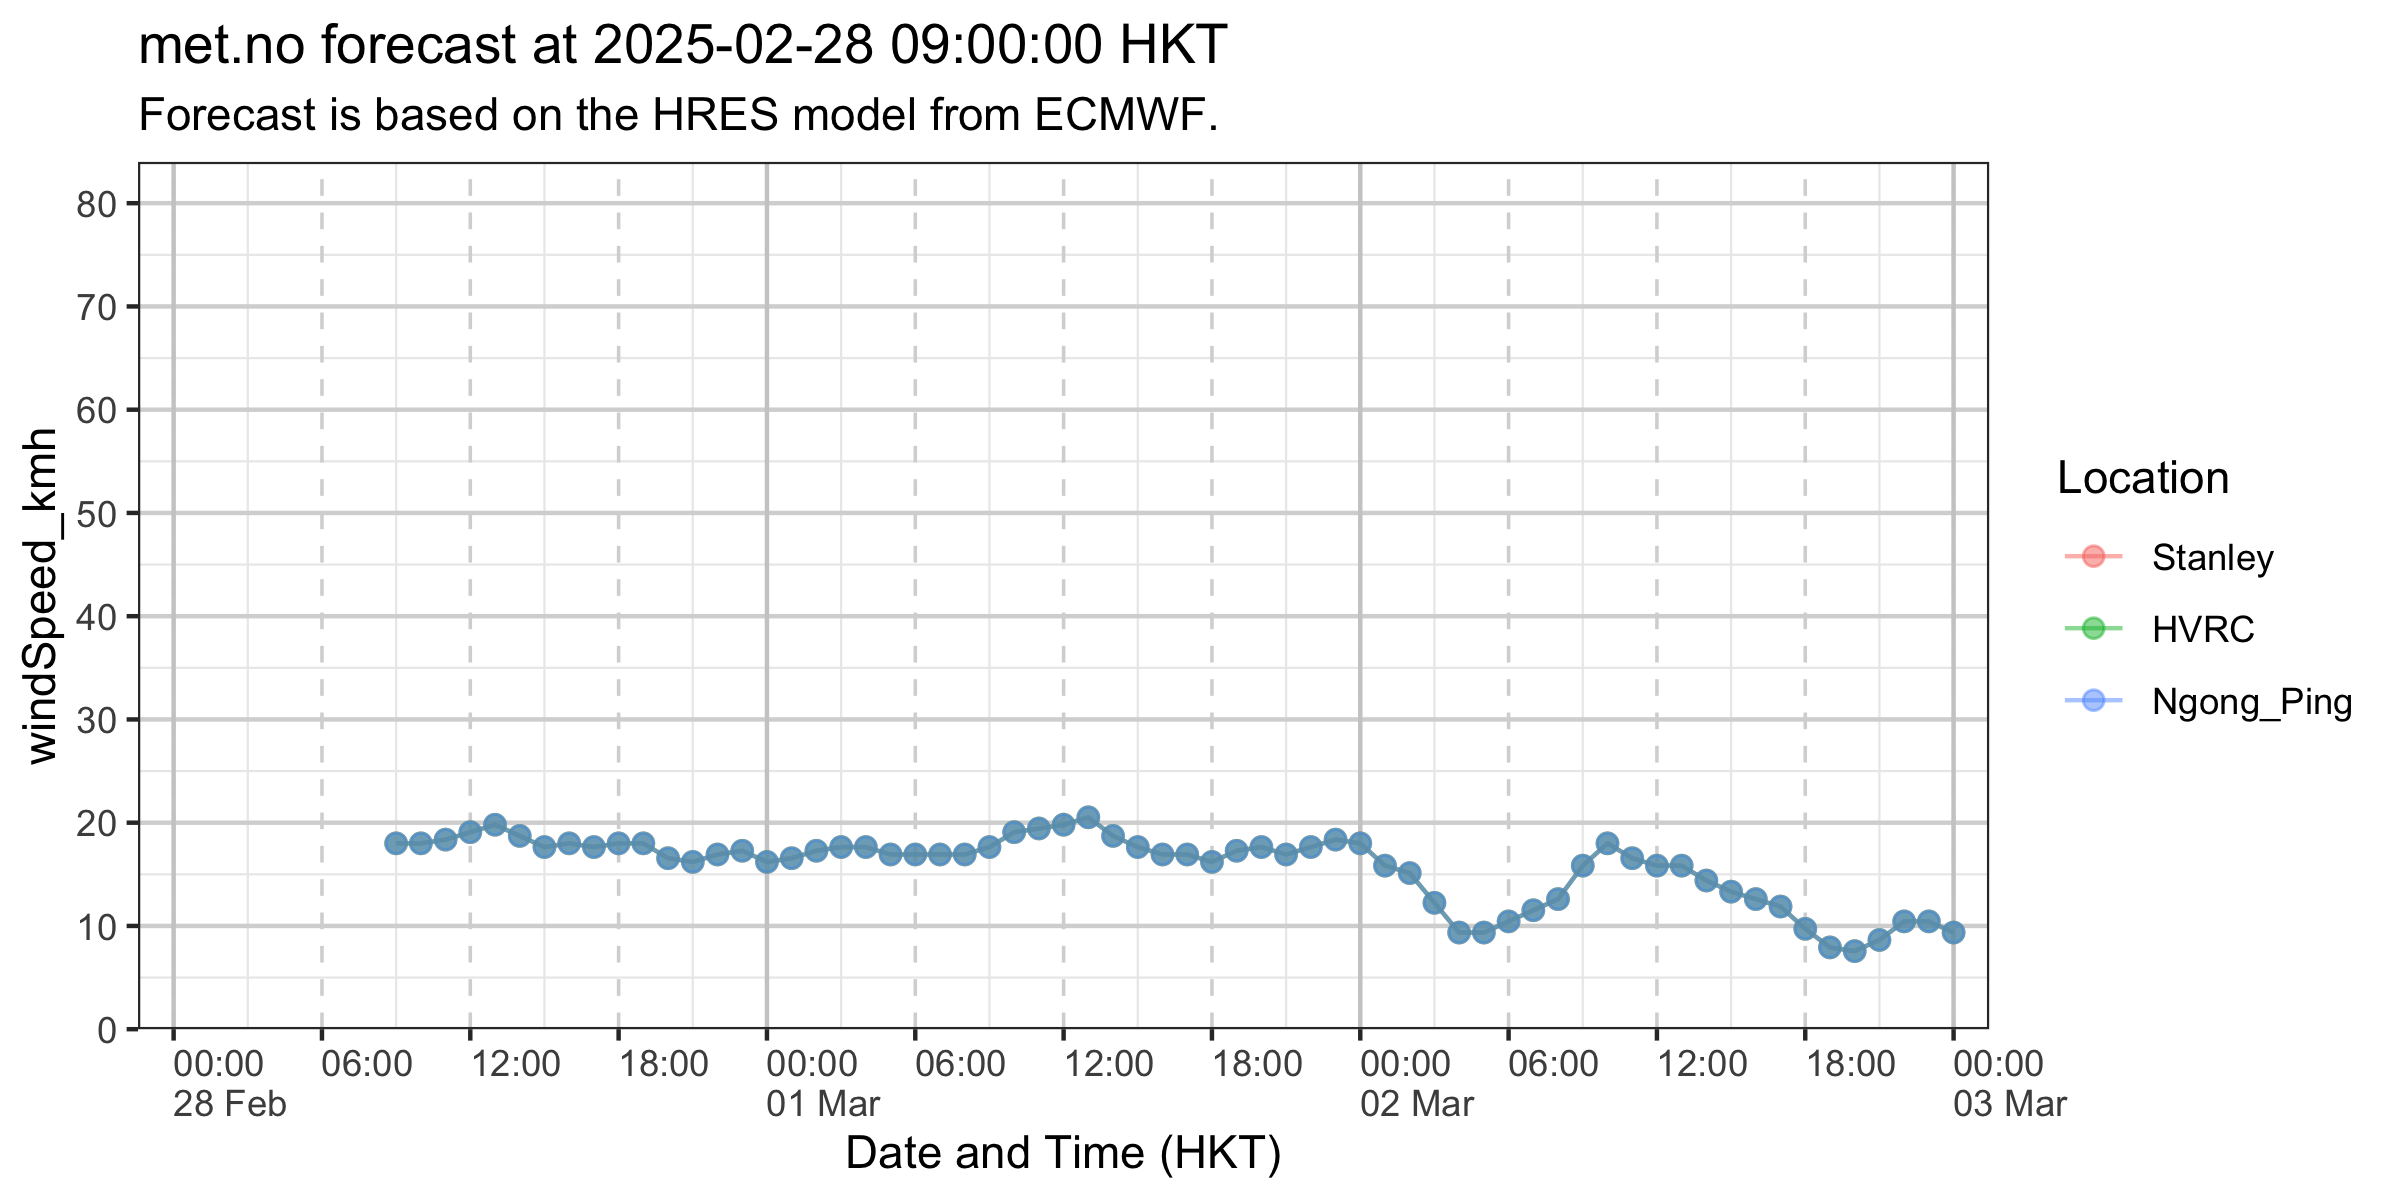 met.no forecast at 2025-02-28 09:00:00 HKT
Forecast is based on the HRES model from ECMWF.
windSpeed_kmh
80
70
60
50
40
30
20
10
0
00:00 06:00 12:00 18:00 00:00 06:00 12:00 18:00 00:00 06:00 12:00 18:00 00:00
28 Feb 01 Mar 02 Mar 03 Mar
Date and Time (HKT)
Location
Stanley
HVRC
Ngong_Ping